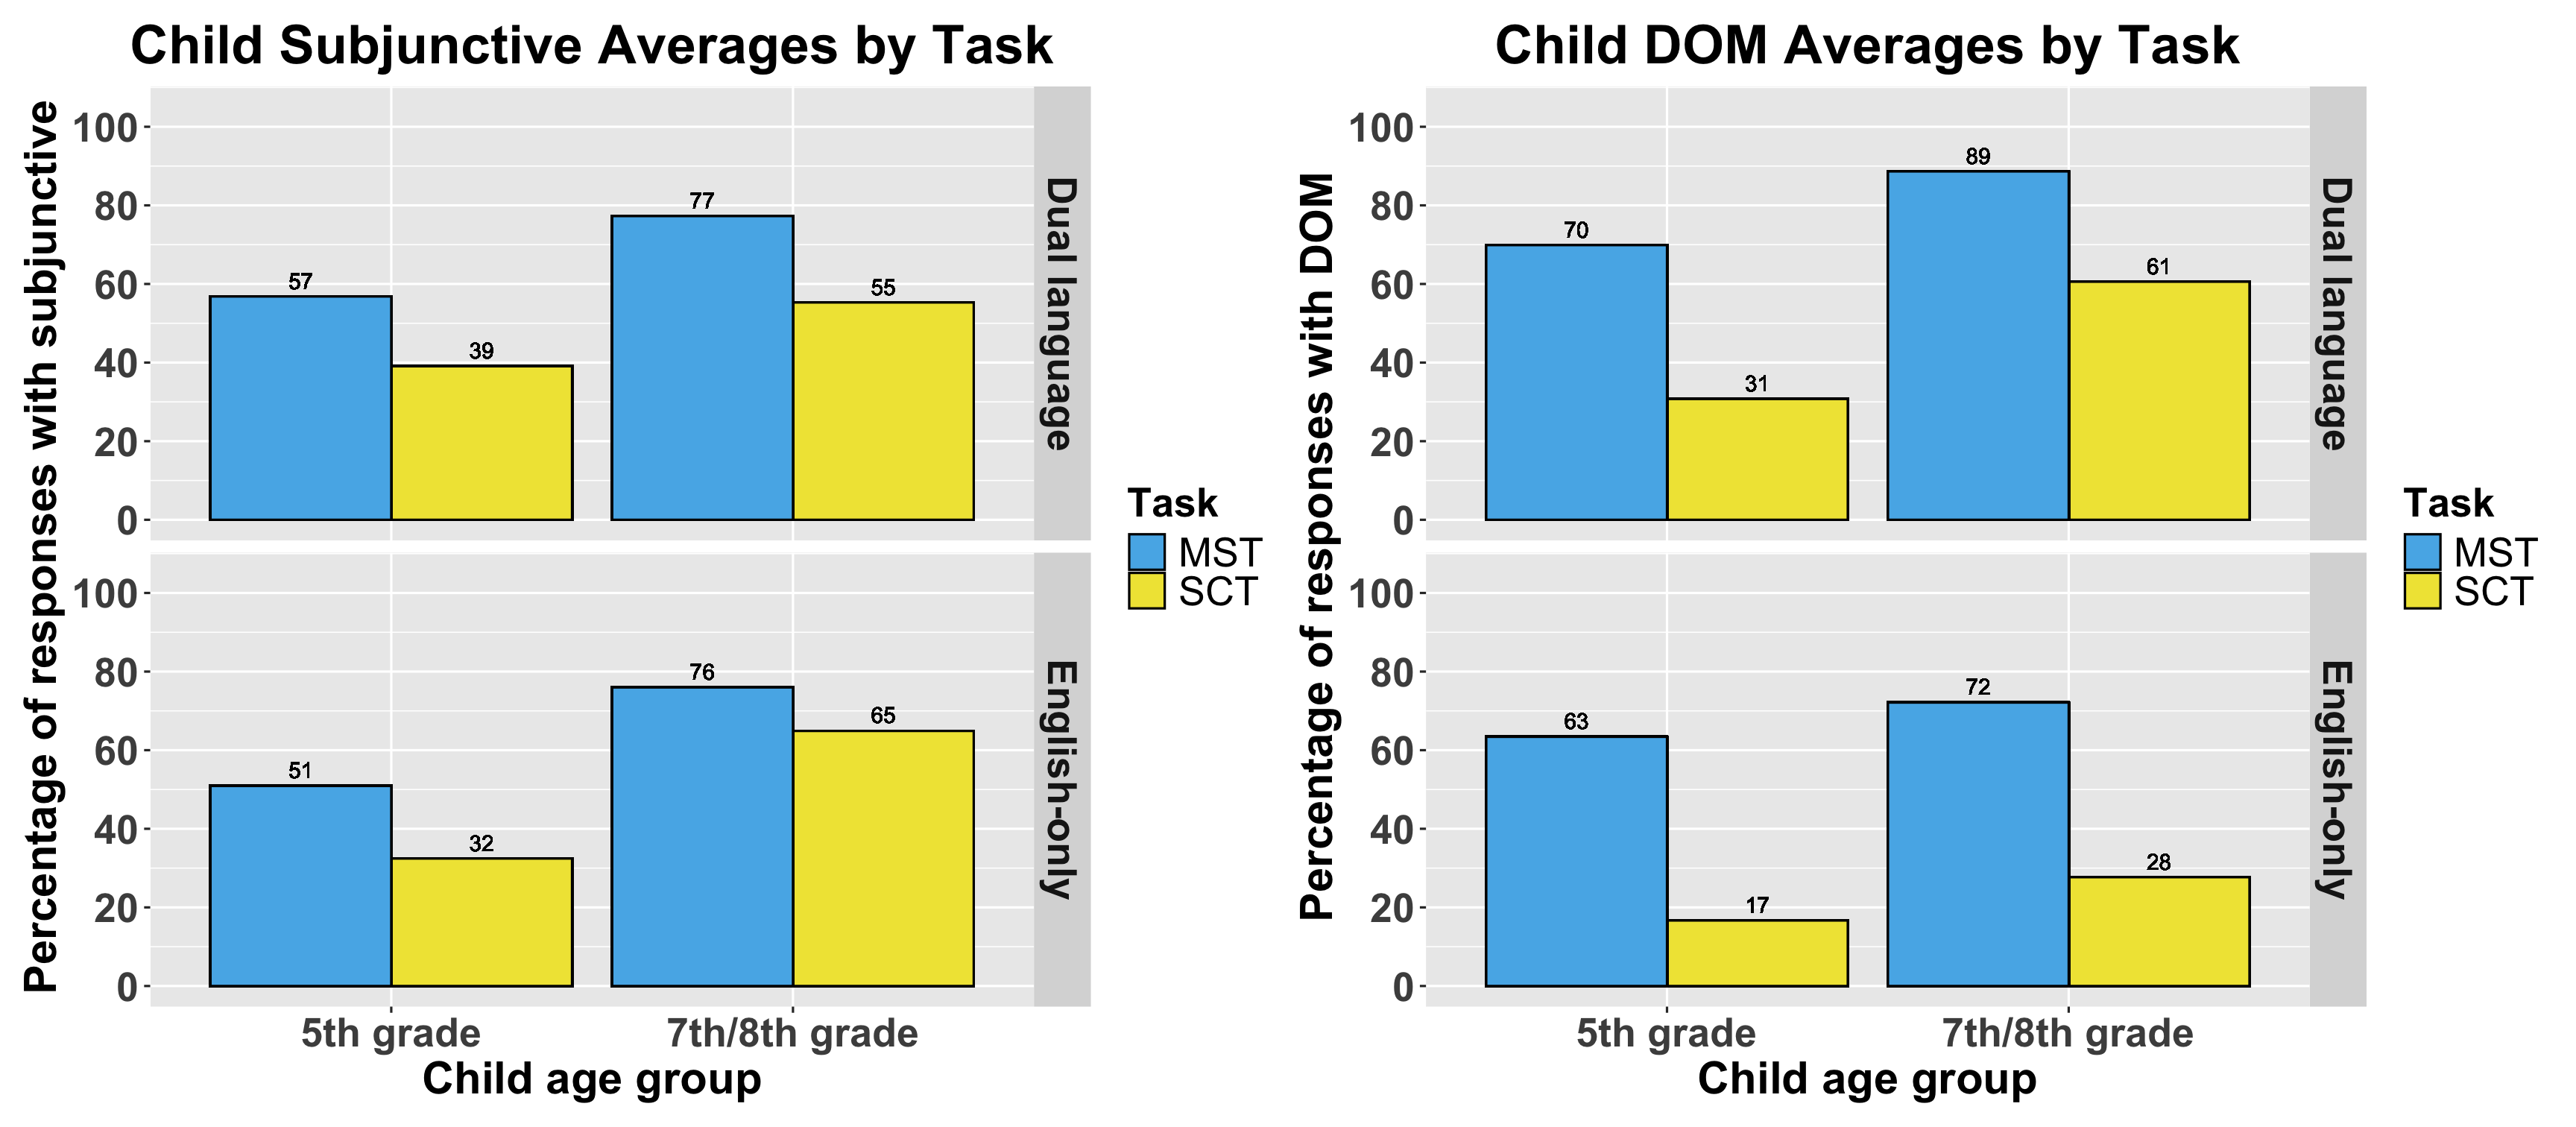 Child Subjunctive Averages by Task
Percentage of responses with subjunctive
100
80
60
40
20
0
57
39
77
55
Dual language
100
80
60
40
20
0
51
32
76
65
English-only
5th grade
7th/8th grade
Child age group
Task
MST
SCT
Child DOM Averages by Task
Percentage of responses with DOM
100
80
60
40
20
0
70
31
89
61
Dual language
100
80
60
40
20
0
63
17
72
28
English-only
5th grade
7th/8th grade
Child age group
Task
MST
SCT